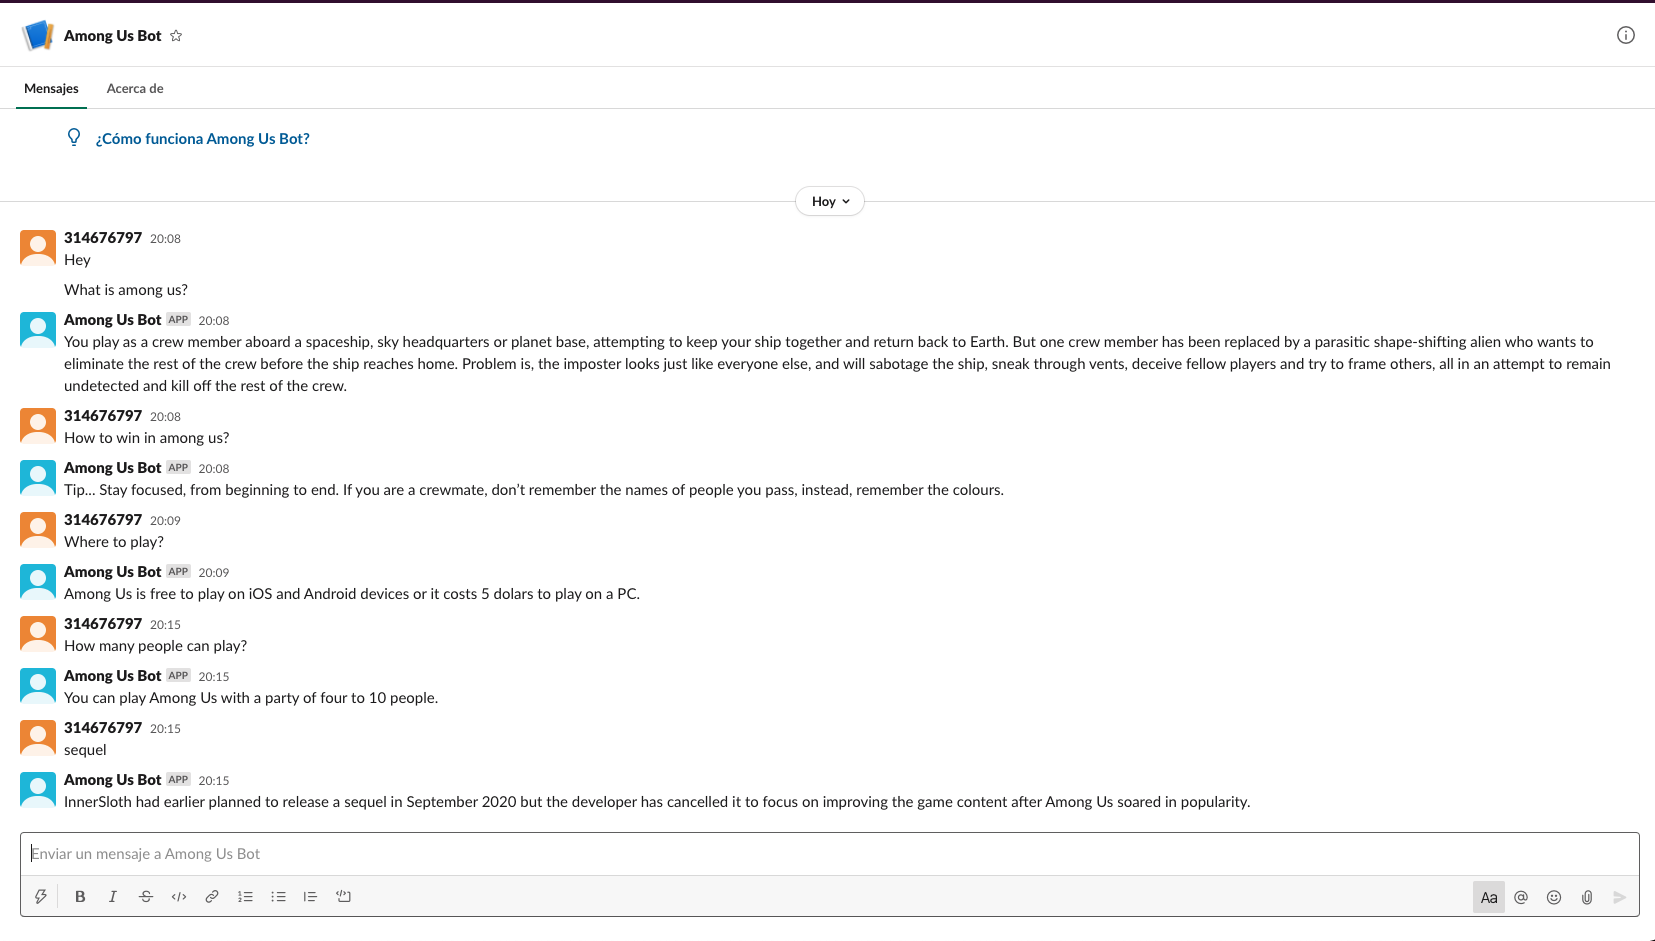 Among Us Bot
Mensajes Acerca de
¿Cómo funciona Among Us Bot?
Hoy
314676797 20:08
Hey
What is among us?
Among Us Bot APP 20:08
You play as a crew member aboard a spaceship, sky headquarters or planet base, attempting to keep your ship together and return back to Earth. But one crew member has been replaced by a parasitic shape-shifting alien who wants to
eliminate the rest of the crew before the ship reaches home. Problem is, the imposter looks just like everyone else, and will sabotage the ship, sneak through vents, deceive fellow players and try to frame others, all in an attempt to remain
undetected and kill off the rest of the crew.
314676797 20:08
How to win in among us?
Among Us Bot APP 20:08
Tip... Stay focused, from beginning to end. If you are a crewmate, don’t remember the names of people you pass, instead, remember the colours.
314676797 20:09
Where to play?
Among Us Bot APP 20:09
Among Us is free to play on iOS and Android devices or it costs 5 dolars to play on a PC.
314676797 20:15
How many people can play?
Among Us Bot APP 20:15
You can play Among Us with a party of four to 10 people.
314676797 20:15
sequel
Among Us Bot APP 20:15
InnerSloth had earlier planned to release a sequel in September 2020 but the developer has cancelled it to focus on improving the game content after Among Us soared in popularity.
Enviar un mensaje a Among Us Bot
B I S </> Aa @